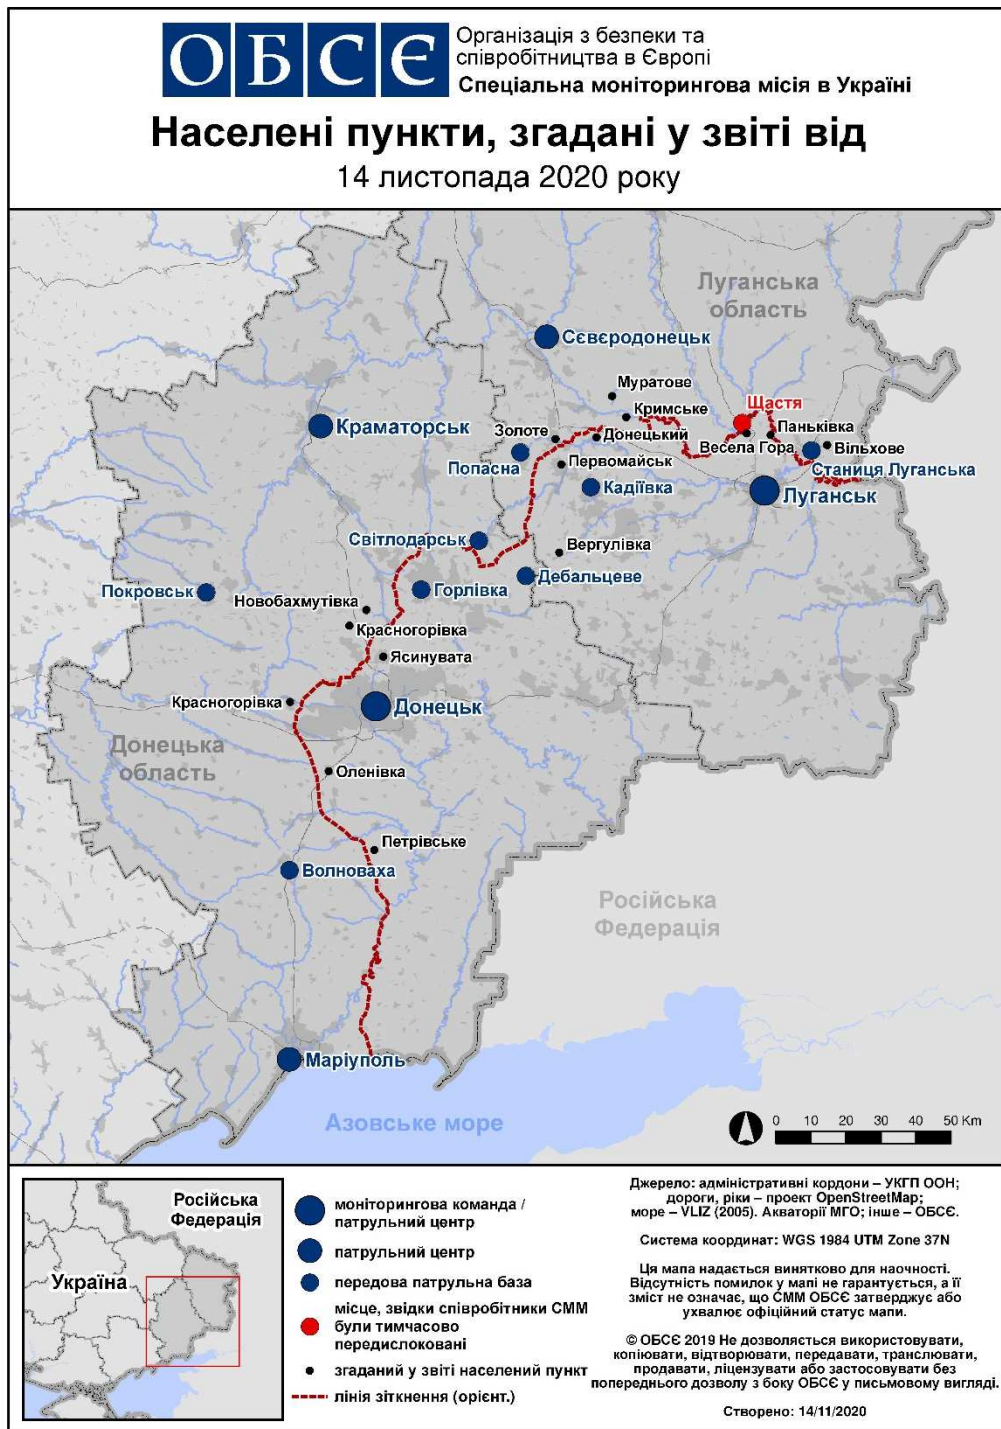 ОБСЄ
Організація з безпеки та
співробітництва в Європі
Спеціальна моніторингова місія в Україні
Населені пункти, згадані у звіті від
14 листопада 2020 року
Луганська
область
Сєвєродонецьк
Муратове
Щастя
Кримське
Краматорськ
Золоте
Донецький
Паньківка
Весела Гора
Вільхове
Попасна
Первомайськ
Станиця Луганська
Кадіївка
Луганськ
Світлодарськ
Вергулівка
Дебальцеве
Покровськ
Горлівка
Новобахмутівка
Красногорівка
Ясинувата
Красногорівка
Донецьк
Донецька
область
Оленівка
Петрівське
Волноваха
Російська
Федерація
Маріуполь
Азовське море
0 10 20 30 40 50 Km
Російська
Федерація
Україна
моніторингова команда /
патрульний центр
патрульний центр
передова патрульна база
місце, звідки співробітники СММ
були тимчасово
передислоковані
згаданий у звіті населений пункт
лінія зіткнення (орієнт.)
Джерело: адміністративні кордони – УКГП ООН;
дороги, ріки – проект OpenStreetMap;
море – VLIZ (2005). Акваторії МГО; інше – ОБСЄ.
Система координат: WGS 1984 UTM Zone 37N
Ця мапа надається винятково для наочності.
Відсутність помилок у мапі не гарантується, а її
зміст не означає, що СММ ОБСЄ затверджує або
ухвалює офіційний статус мапи.
© ОБСЄ 2019 Не дозволяється використовувати,
копіювати, відтворювати, передавати, транслювати,
продавати, ліцензувати або застосовувати без
попереднього дозволу з боку ОБСЄ у письмовому вигляді.
Створено: 14/11/2020